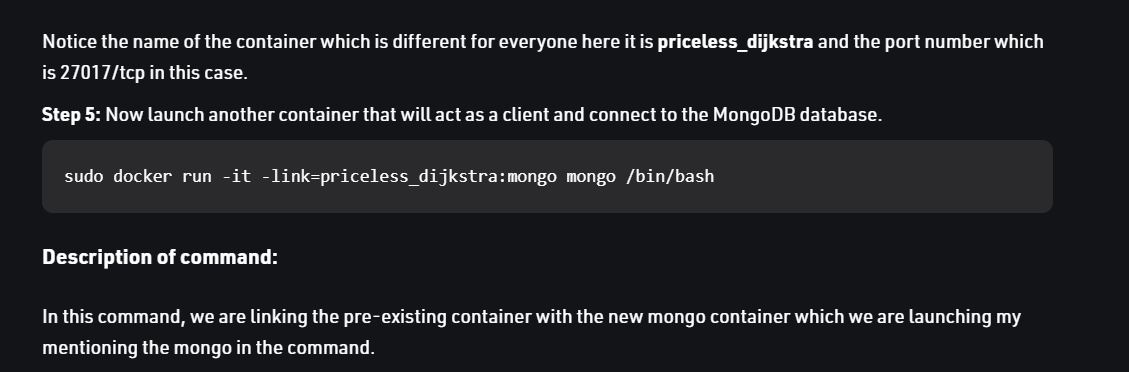 Notice the name of the container which is different for everyone here it is priceless_dijkstra and the port number which
is 27017/tcp in this case.
Step 5: Now launch another container that will act as a client and connect to the MongoDB database.
sudo docker run -it -link=priceless_dijkstra:mongo mongo /bin/bash
Description of command:
In this command, we are linking the pre-existing container with the new mongo container which we are launching my
mentioning the mongo in the command.